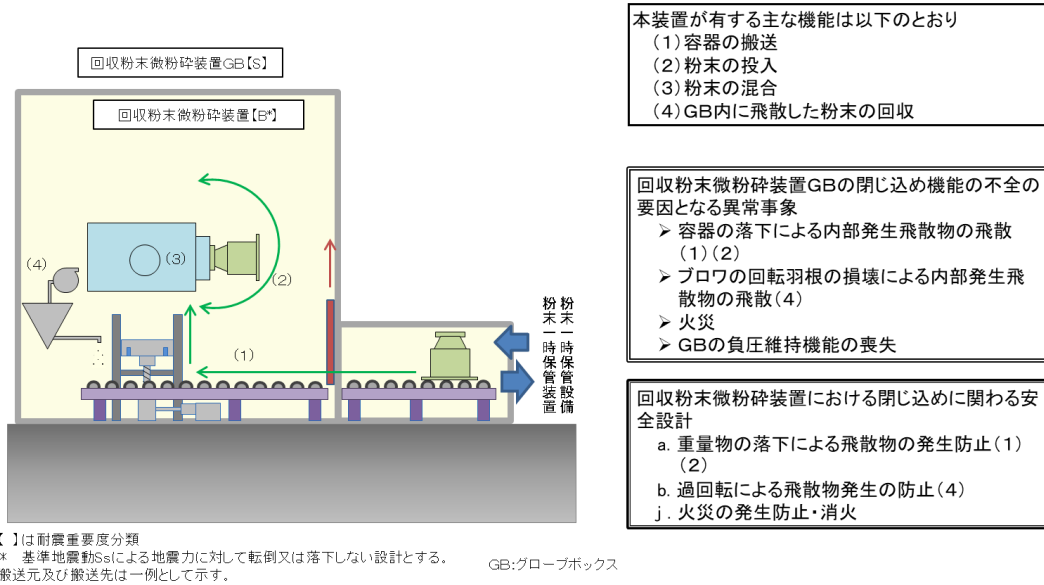 回収粉末微粉砕装置GB【S】
回収粉末微粉砕装置【B*】
(4)
(3)
(2)
(1)
粉末一時保管設備
粉末一時保管装置
【 】は耐震重要度分類
* 基準地震動Ssによる地震力に対して転倒又は落下しない設計とする。
搬送元及び搬送先は一例として示す。
GB:グローブボックス
本装置が有する主な機能は以下のとおり
(1)容器の搬送
(2)粉末の投入
(3)粉末の混合
(4)GB内に飛散した粉末の回収
回収粉末微粉砕装置GBの閉じ込め機能の不全の
要因となる異常事象
➢ 容器の落下による内部発生飛散物の飛散
(1)(2)
➢ ブロワの回転羽根の損壊による内部発生飛
散物の飛散(4)
➢ 火災
➢ GBの負圧維持機能の喪失
回収粉末微粉砕装置における閉じ込めに関わる安
全設計
a. 重量物の落下による飛散物の発生防止(1)
(2)
b. 過回転による飛散物発生の防止(4)
j. 火災の発生防止・消火